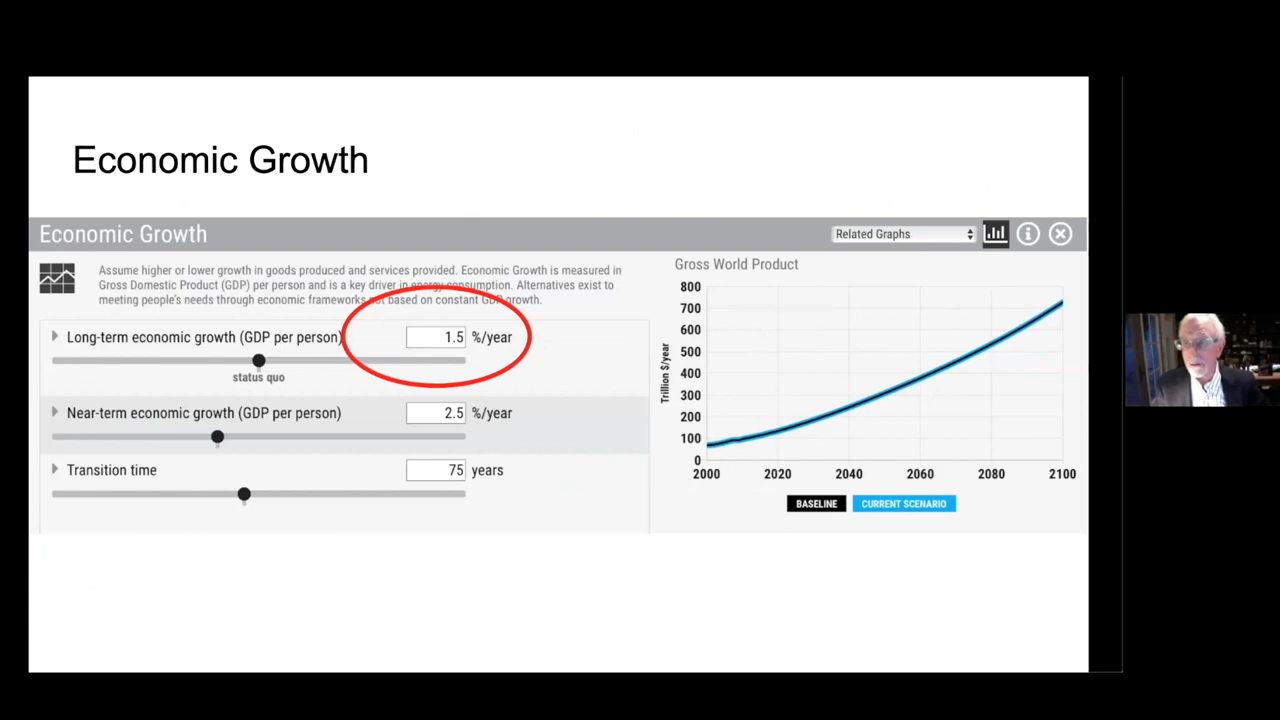 Economic Growth
Economic Growth
Related Graphs
Assume higher or lower growth in goods produced and services provided. Economic Growth is measured in
Gross Domestic Product (GDP) per person and is a key driver in energy consumption. Alternatives exist to
meeting people's needs through economic frameworks not based on constant GDP growth.
Long-term economic growth (GDP per person) 1.5 %/year
status quo
Near-term economic growth (GDP per person) 2.5 %/year
Transition time 75 years
Gross World Product
Trillion $/year
800
700
600
500
400
300
200
100
0
2000 2020 2040 2060 2080 2100
BASELINE CURRENT SCENARIO